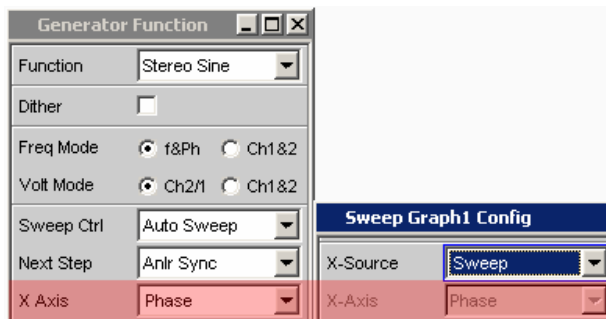 Generator Function
Function Stereo Sine
Dither
Freq Mode f&Ph Ch1&2
Volt Mode Ch2/1 Ch1&2
Sweep Ctrl Auto Sweep
Next Step Anlr Sync
X Axis Phase
Sweep Graph1 Config
X-Source Sweep
X-Axis Phase